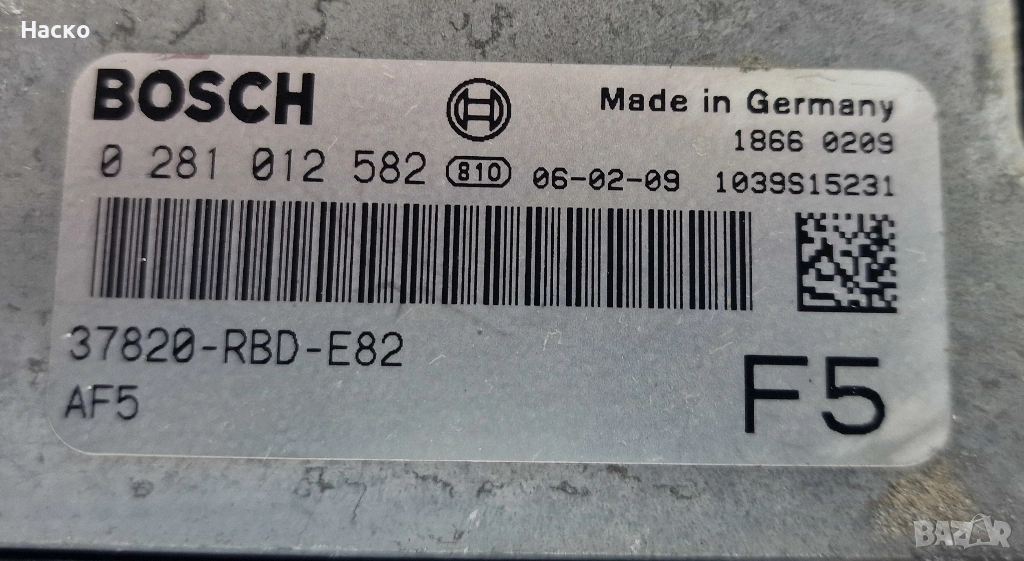 Наско
BOSCH
Made in Germany
1866 0209
0 281 012 582 810 06-02-09 1039S15231
37820-RBD-E82
AF5
F5
BAZAR